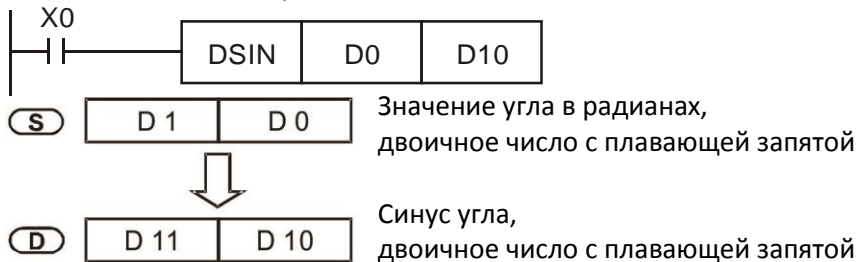 X0
DSIN D0 D10
S D 1 D 0 Значение угла в радианах,
двоичное число с плавающей запятой
D D 11 D 10 Синус угла,
двоичное число с плавающей запятой